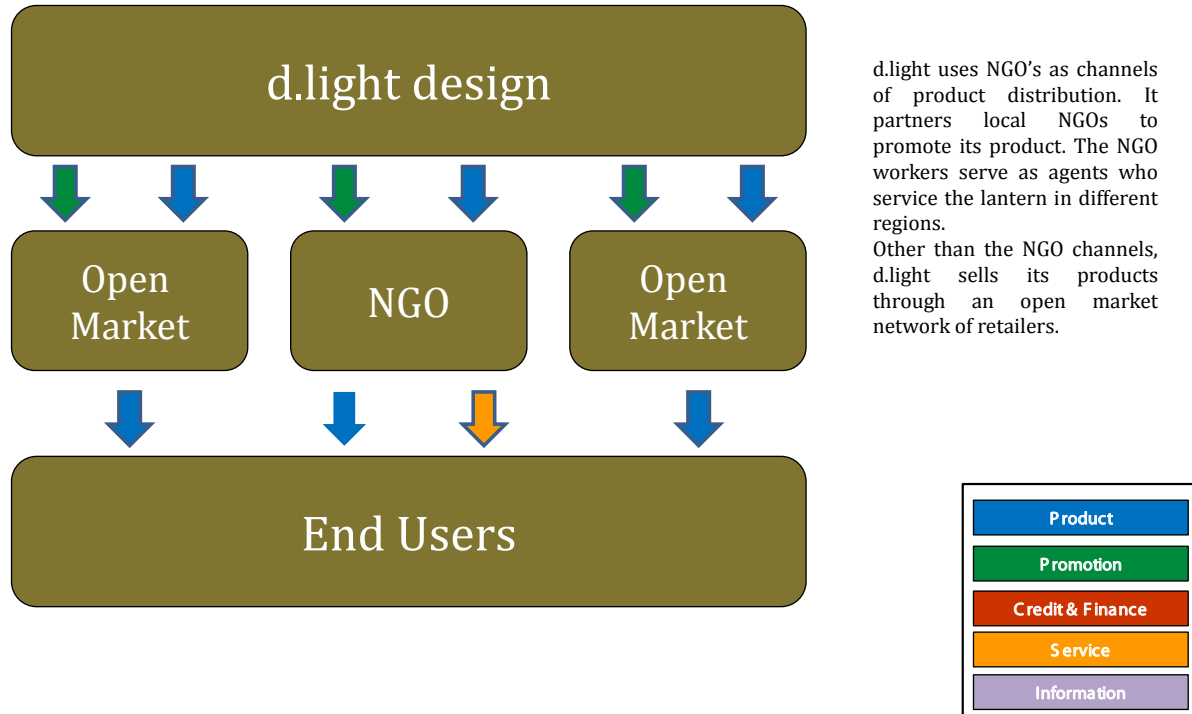 d.light design
Open
Market
NGO
Open
Market
End Users
d.light uses NGO’s as channels
of product distribution. It
partners local NGOs to
promote its product. The NGO
workers serve as agents who
service the lantern in different
regions.
Other than the NGO channels,
d.light sells its products
through an open market
network of retailers.
Product
Promotion
Credit & Finance
Service
Information